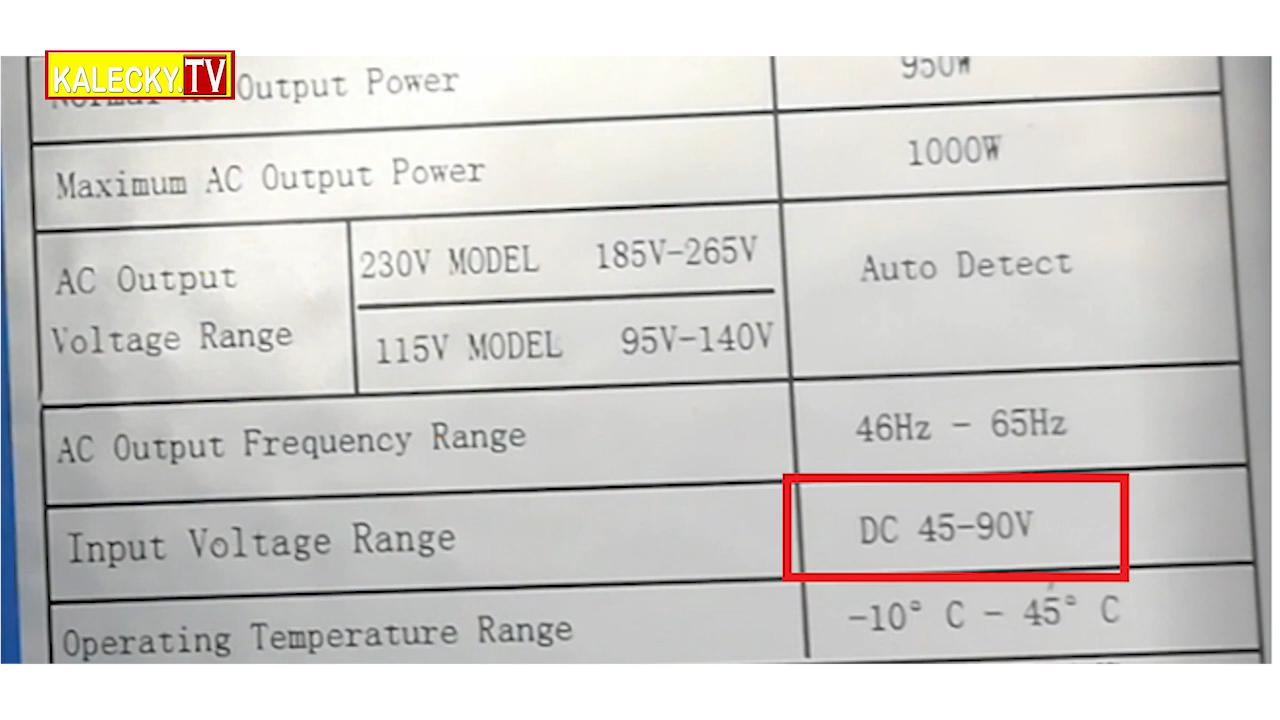 KALECKY.TV
Output Power 950W
Maximum AC Output Power 1000W
AC Output
Voltage Range
230V MODEL 185V-265V
115V MODEL 95V-140V
Auto Detect
AC Output Frequency Range 46Hz - 65Hz
Input Voltage Range DC 45-90V
Operating Temperature Range -10° C - 45° C